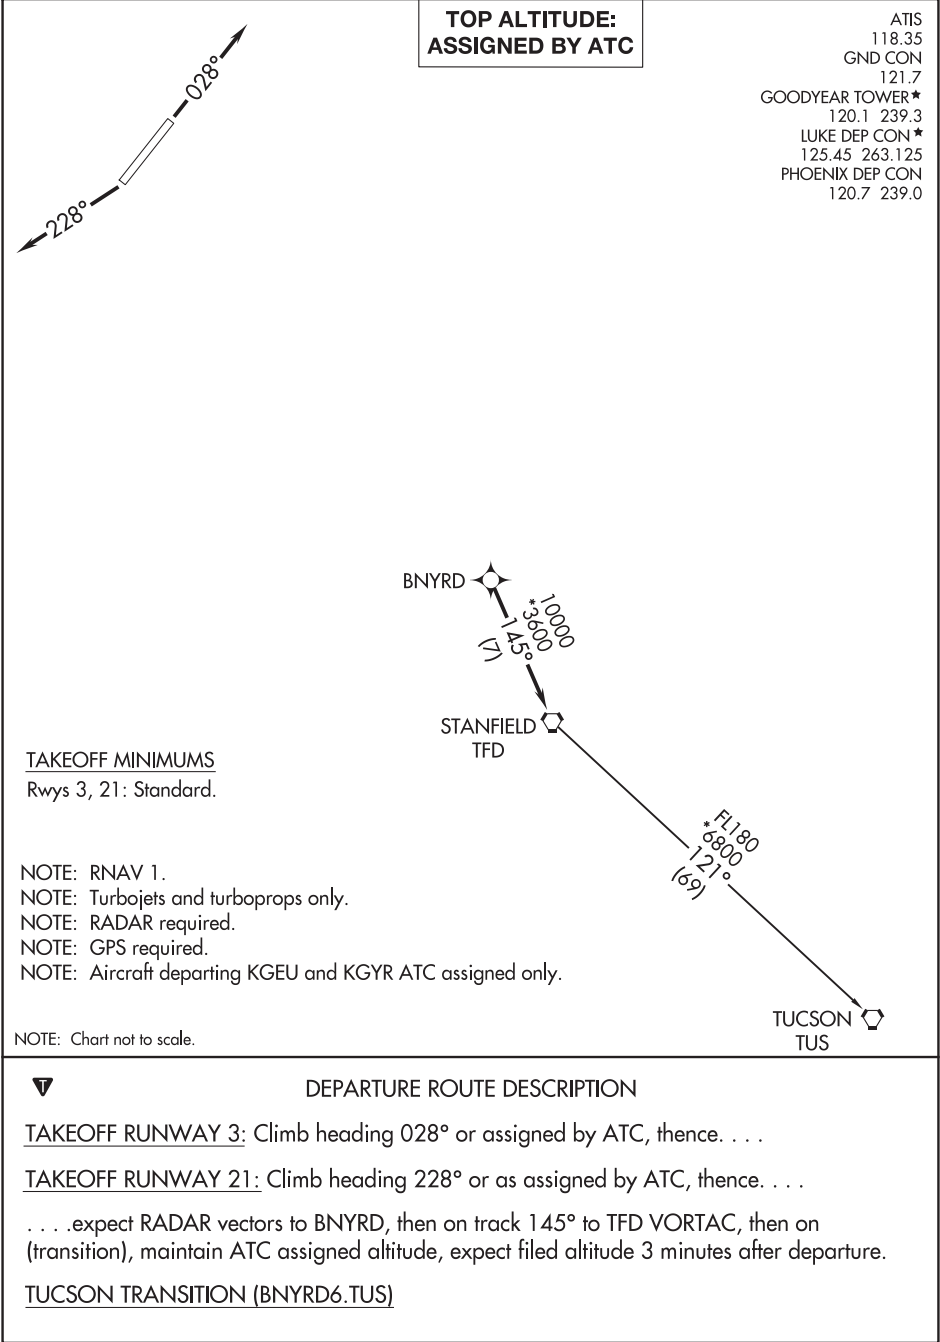 TOP ALTITUDE:
ASSIGNED BY ATC
ATIS
118.35
GND CON
121.7
GOODYEAR TOWER★
120.1 239.3
LUKE DEP CON★
125.45 263.125
PHOENIX DEP CON
120.7 239.0
028°
228°
BNYRD
10000
*3600
145°
(7)
STANFIELD
TFD
TAKEOFF MINIMUMS
Rwys 3, 21: Standard.
FL180
*6800
121°
(69)
NOTE: RNAV 1.
NOTE: Turbojets and turboprops only.
NOTE: RADAR required.
NOTE: GPS required.
NOTE: Aircraft departing KGEU and KGYR ATC assigned only.
TUCSON
TUS
NOTE: Chart not to scale.
T
DEPARTURE ROUTE DESCRIPTION
TAKEOFF RUNWAY 3: Climb heading 028° or assigned by ATC, thence. . . .
TAKEOFF RUNWAY 21: Climb heading 228° or as assigned by ATC, thence. . . .
. . . .expect RADAR vectors to BNYRD, then on track 145° to TFD VORTAC, then on
(transition), maintain ATC assigned altitude, expect filed altitude 3 minutes after departure.
TUCSON TRANSITION (BNYRD6.TUS)